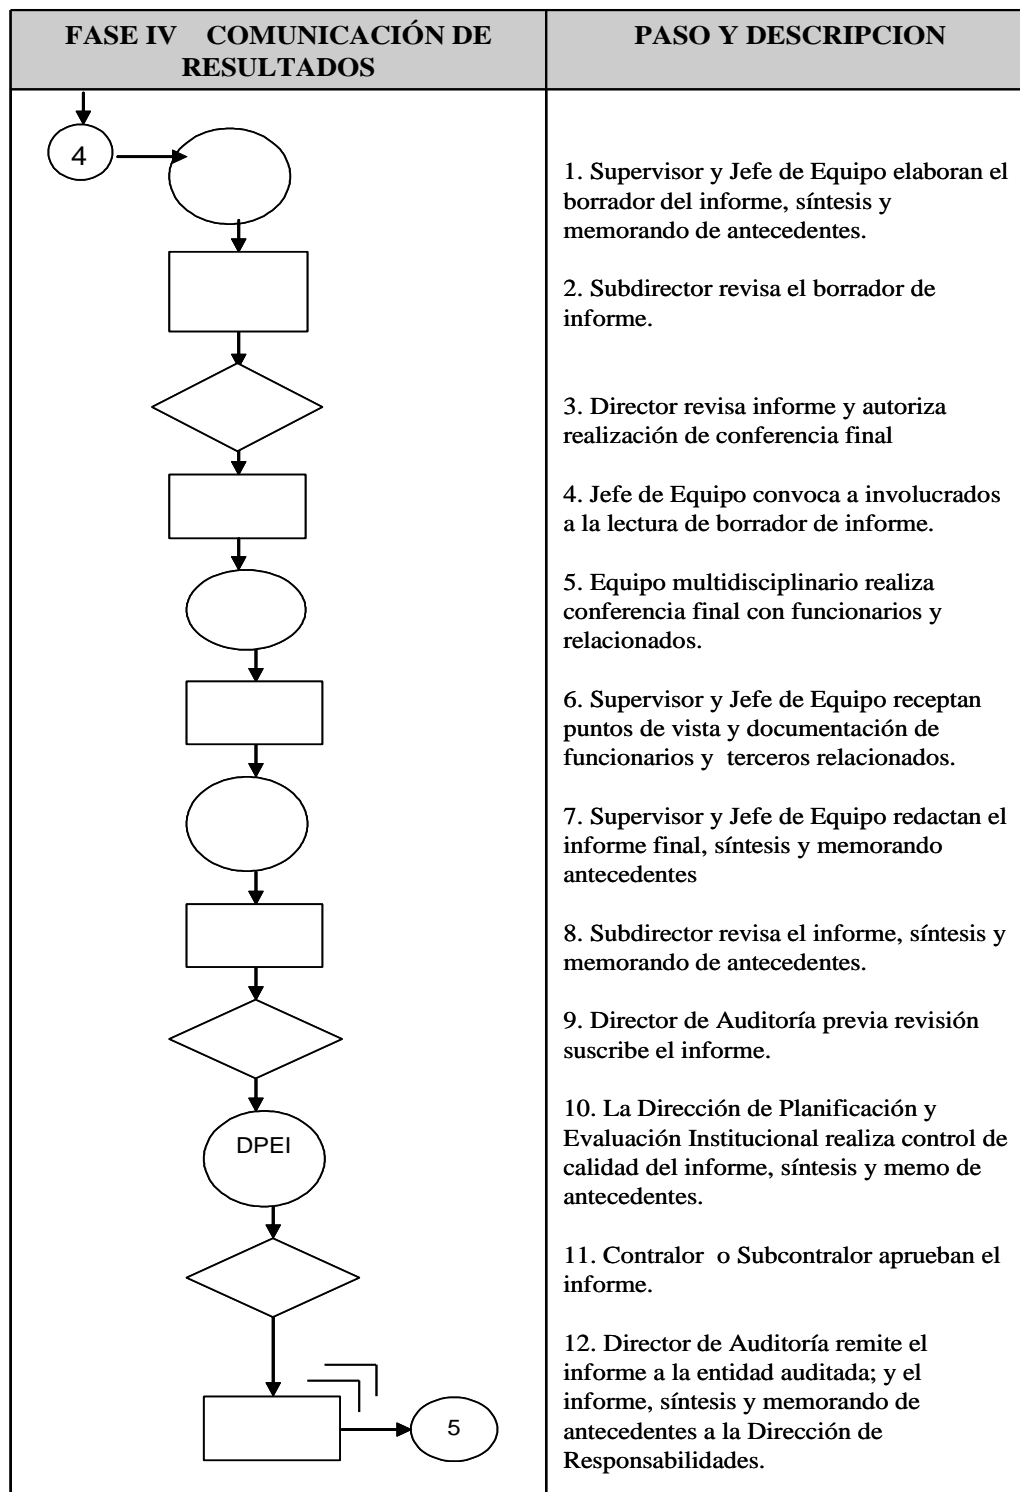 FASE IV    COMUNICACIÓN DE
RESULTADOS
PASO Y DESCRIPCION
4
1. Supervisor y Jefe de Equipo elaboran el
borrador del informe, síntesis y
memorando de antecedentes.
2. Subdirector revisa el borrador de
informe.
3. Director revisa informe y autoriza
realización de conferencia final
4. Jefe de Equipo convoca a involucrados
a la lectura de borrador de informe.
5. Equipo multidisciplinario realiza
conferencia final con funcionarios y
relacionados.
6. Supervisor y Jefe de Equipo receptan
puntos de vista y documentación de
funcionarios y  terceros relacionados.
7. Supervisor y Jefe de Equipo redactan el
informe final, síntesis y memorando
antecedentes
8. Subdirector revisa el informe, síntesis y
memorando de antecedentes.
9. Director de Auditoría previa revisión
suscribe el informe.
DPEI
10. La Dirección de Planificación y
Evaluación Institucional realiza control de
calidad del informe, síntesis y memo de
antecedentes.
11. Contralor  o Subcontralor aprueban el
informe.
12. Director de Auditoría remite el
informe a la entidad auditada; y el
informe, síntesis y memorando de
antecedentes a la Dirección de
Responsabilidades.
5